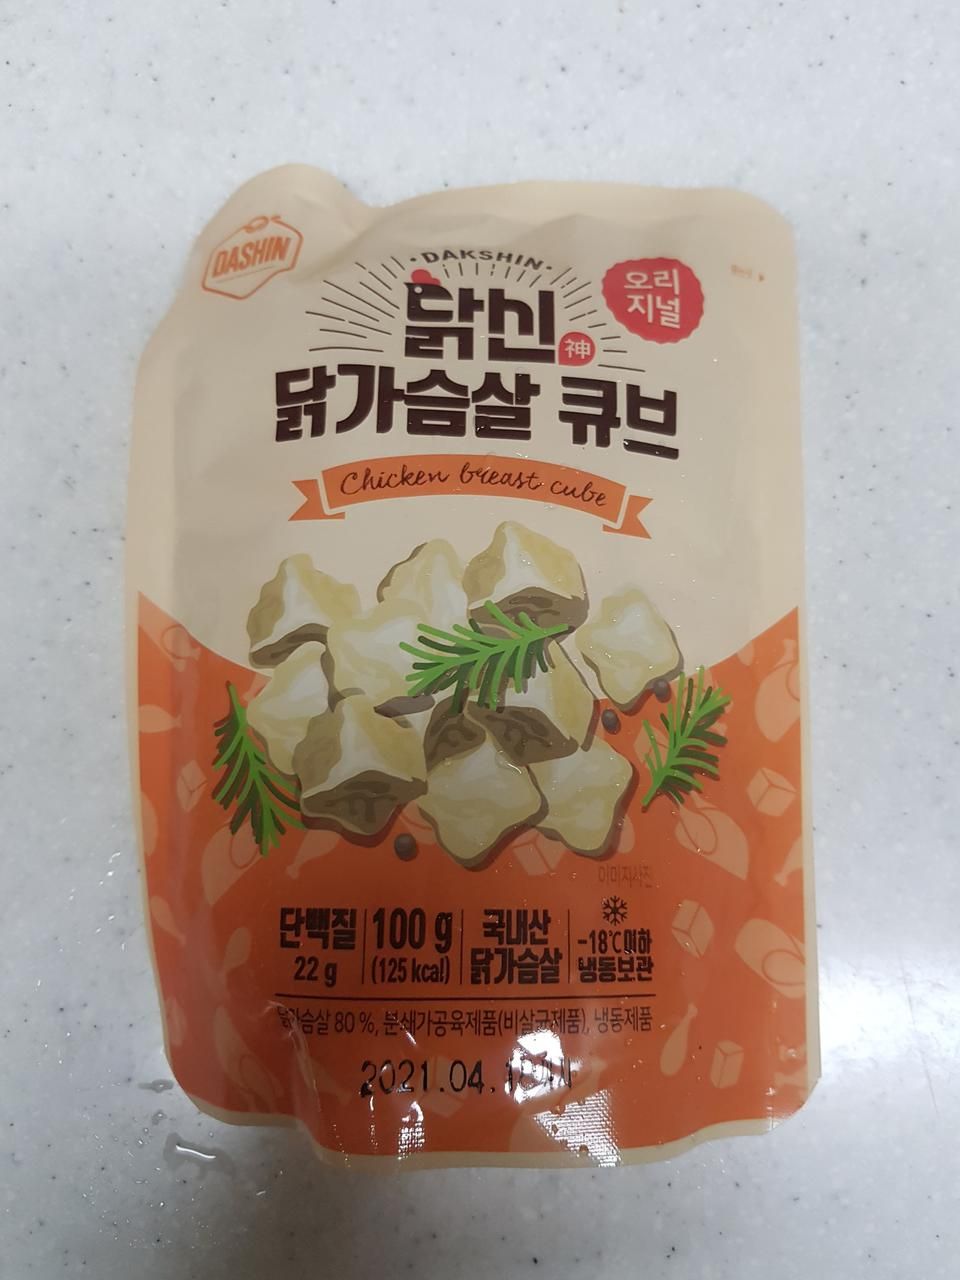 DASHIN
DAKSHIN
오리
지널
닭신
神
닭가슴살 큐브
Chicken breast cube
이미지사진
단백질
22 g
100 g
(125 kcal)
국내산
닭가슴살
-18℃이하
냉동보관
닭가슴살 80 %, 분쇄가공육제품(비살균제품), 냉동제품
2021.04.